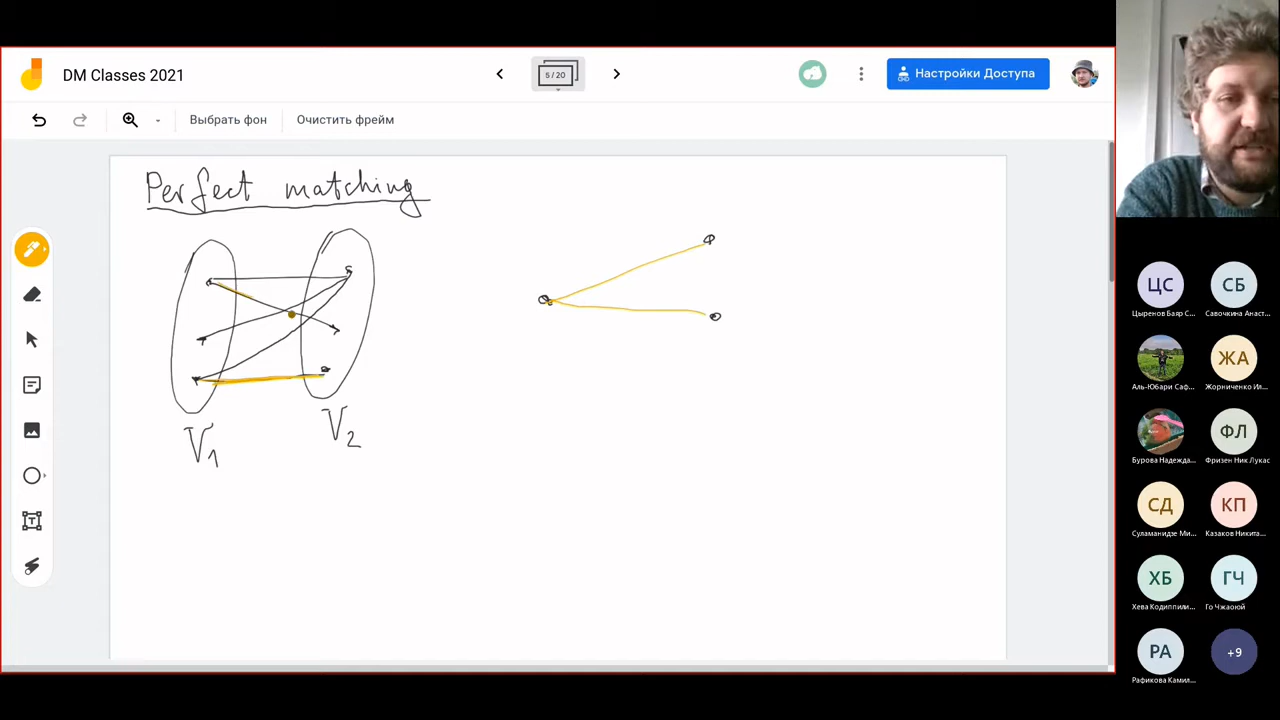 DM Classes 2021
5 / 20
Настройки Доступа
Выбрать фон
Очистить фрейм
Perfect matching
V1
V2
ЦС
Цыренов Баяр С...
СБ
Савочкина Анаст...
Аль-Юбари Саф...
ЖА
Жорниченко Ил...
Бурова Надежда...
ФЛ
Фризен Ник Лукас
СД
Суламанидзе Ми...
КП
Казаков Никита...
ХБ
Хева Кодиппили...
ГЧ
Го Чжаоюй
РА
Рафикова Камил...
+9